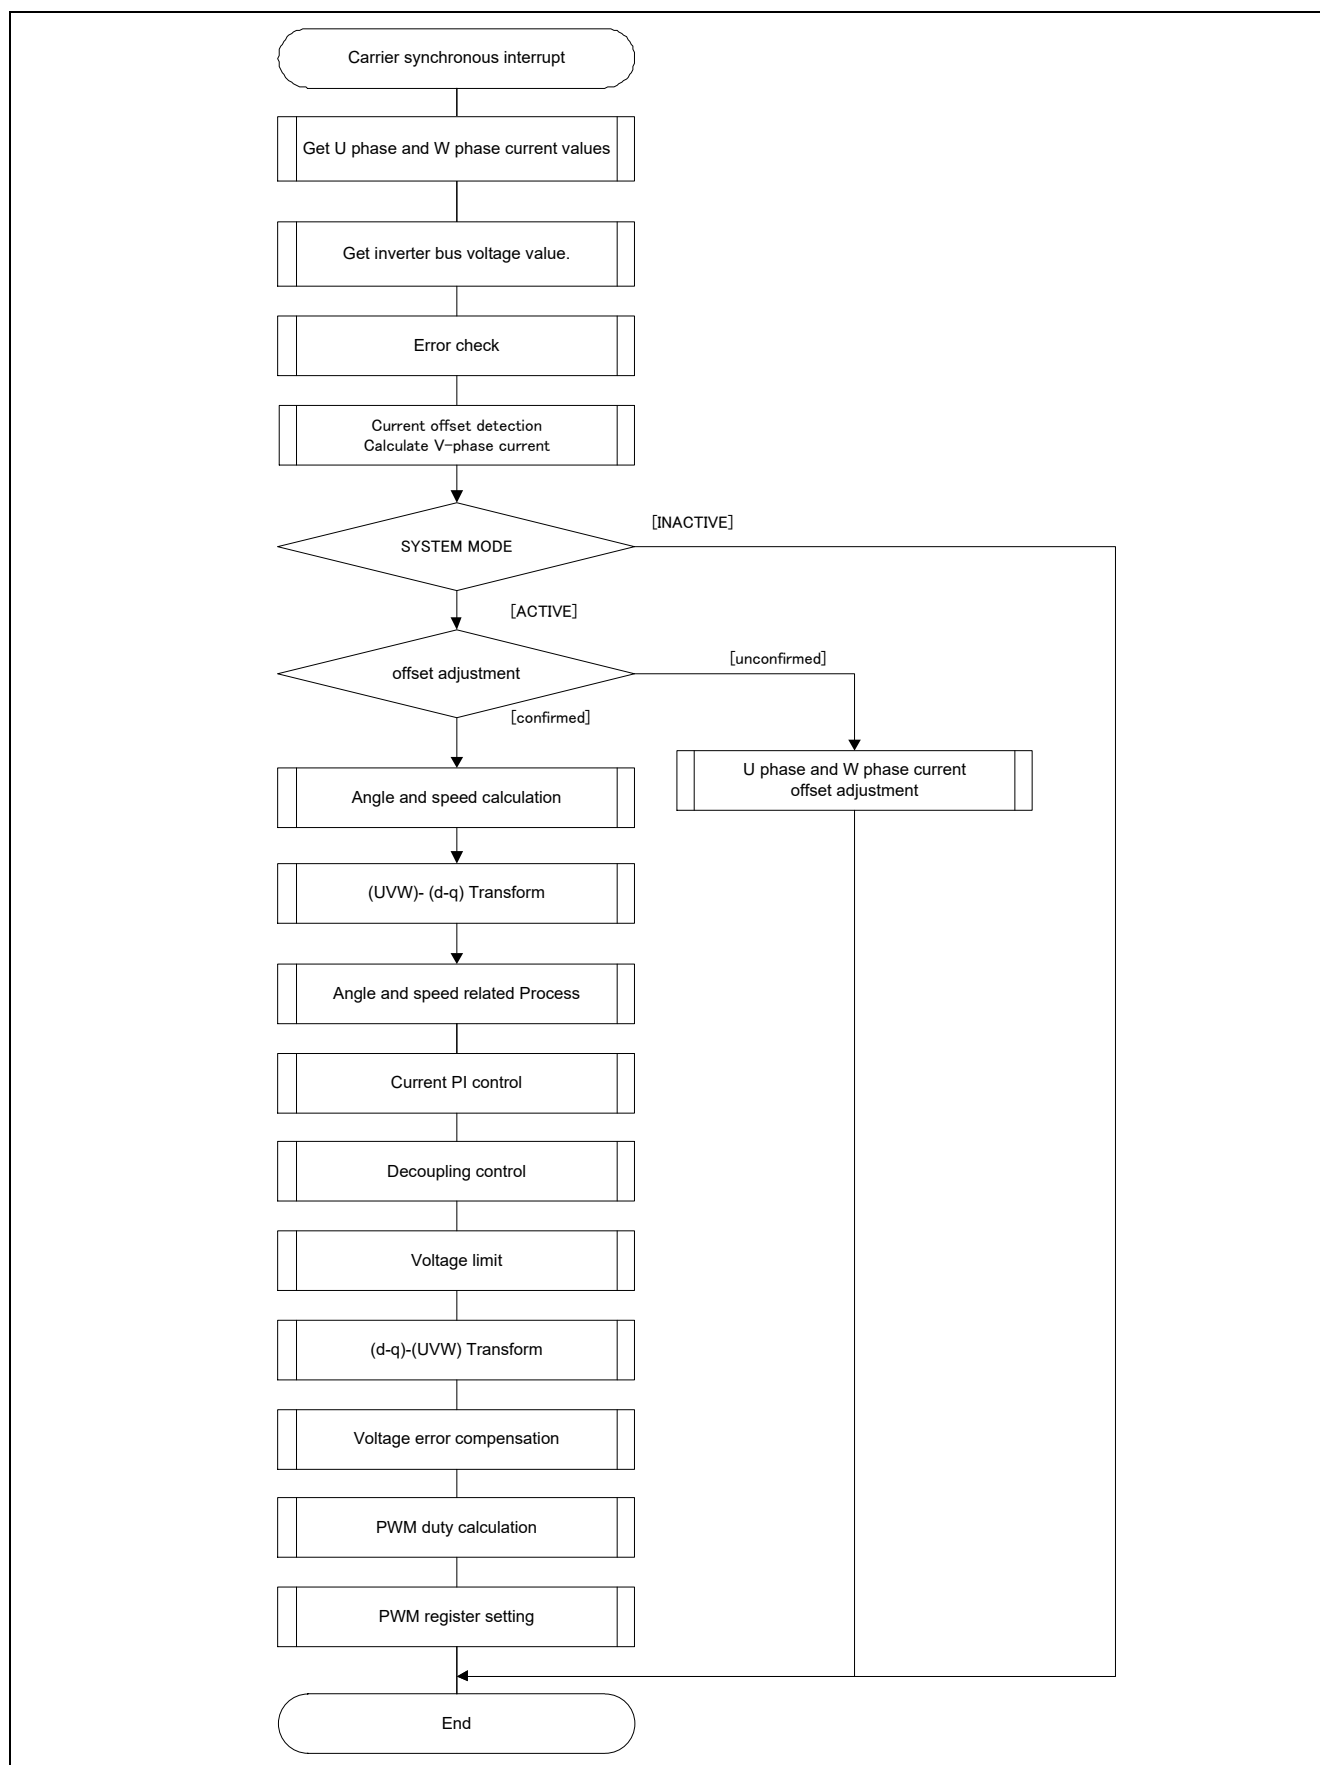 Carrier synchronous interrupt
Get U phase and W phase current values
Get inverter bus voltage value.
Error check
Current offset detection
Calculate V-phase current
[INACTIVE]
SYSTEM MODE
[ACTIVE]
[unconfirmed]
offset adjustment
[confirmed]
U phase and W phase current
offset adjustment
Angle and speed calculation
(UVW)- (d-q) Transform
Angle and speed related Process
Current PI control
Decoupling control
Voltage limit
(d-q)-(UVW) Transform
Voltage error compensation
PWM duty calculation
PWM register setting
End